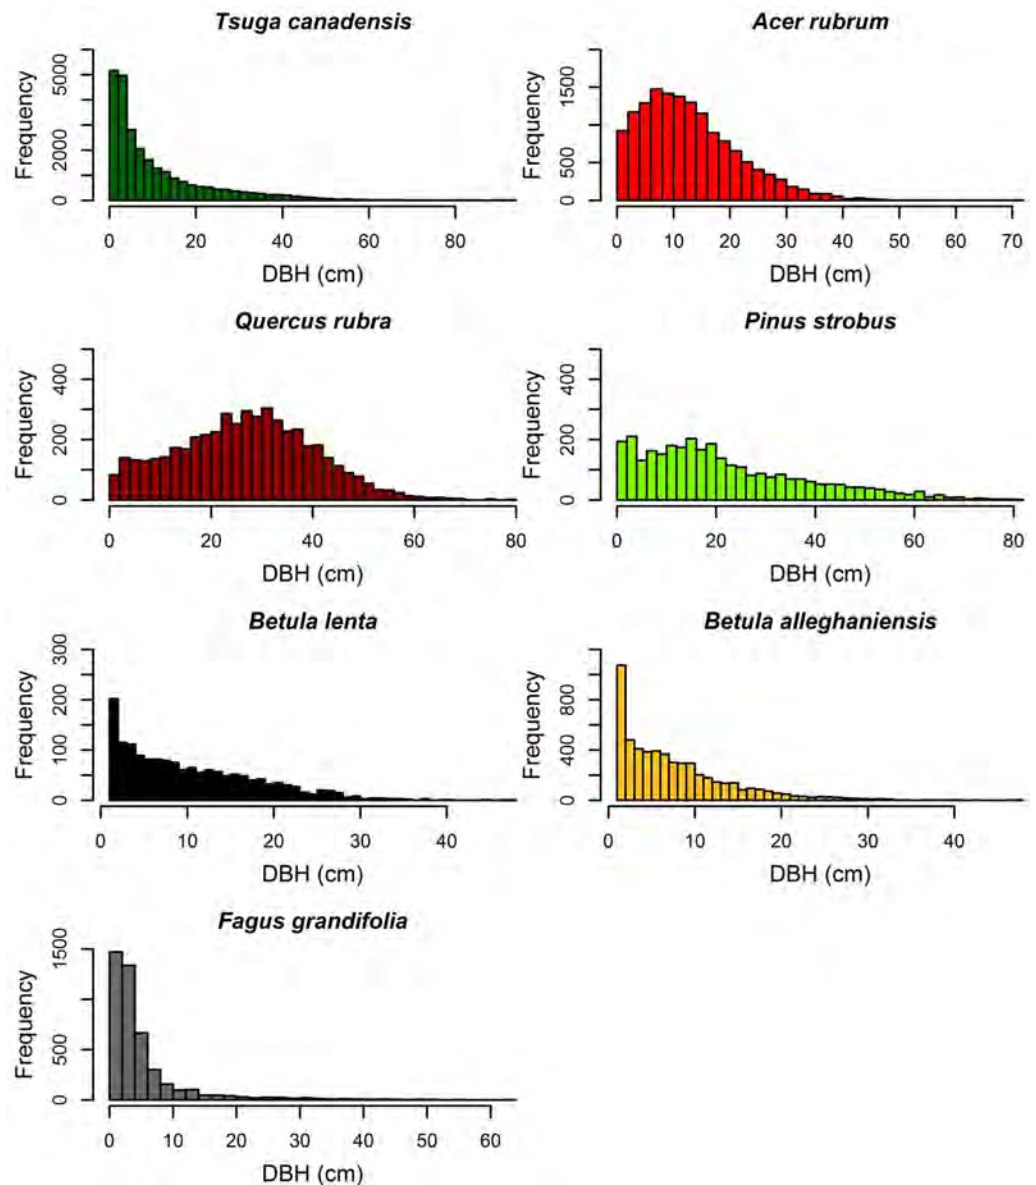 Tsuga canadensis
Frequency
0 2000 5000
0 20 40 60 80
DBH (cm)
Acer rubrum
Frequency
0 500 1500
0 10 20 30 40 50 60 70
DBH (cm)
Quercus rubra
Frequency
0 200 400
0 20 40 60 80
DBH (cm)
Pinus strobus
Frequency
0 200 400
0 20 40 60 80
DBH (cm)
Betula lenta
Frequency
0 100 200 300
0 10 20 30 40
DBH (cm)
Betula alleghaniensis
Frequency
0 400 800
0 10 20 30 40
DBH (cm)
Fagus grandifolia
Frequency
0 500 1500
0 10 20 30 40 50 60
DBH (cm)